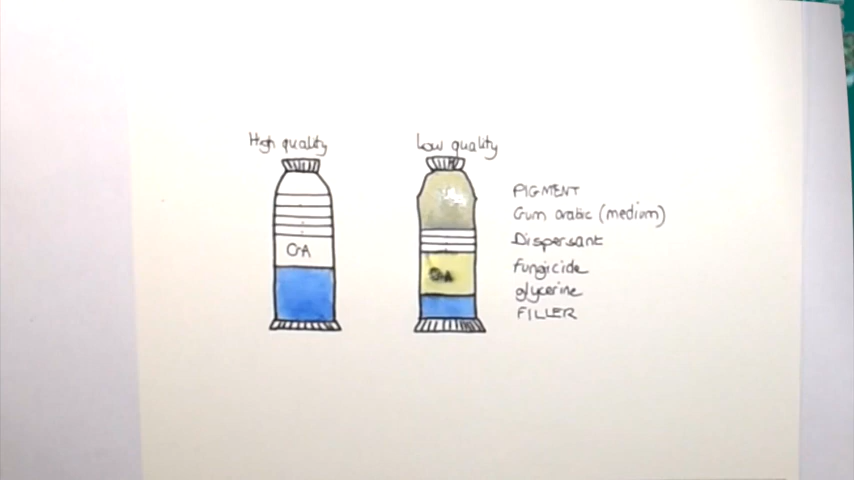 High quality
Low quality
GA
GA
PIGMENT
Gum arabic (medium)
Dispersant
fungicide
glycerine
FILLER